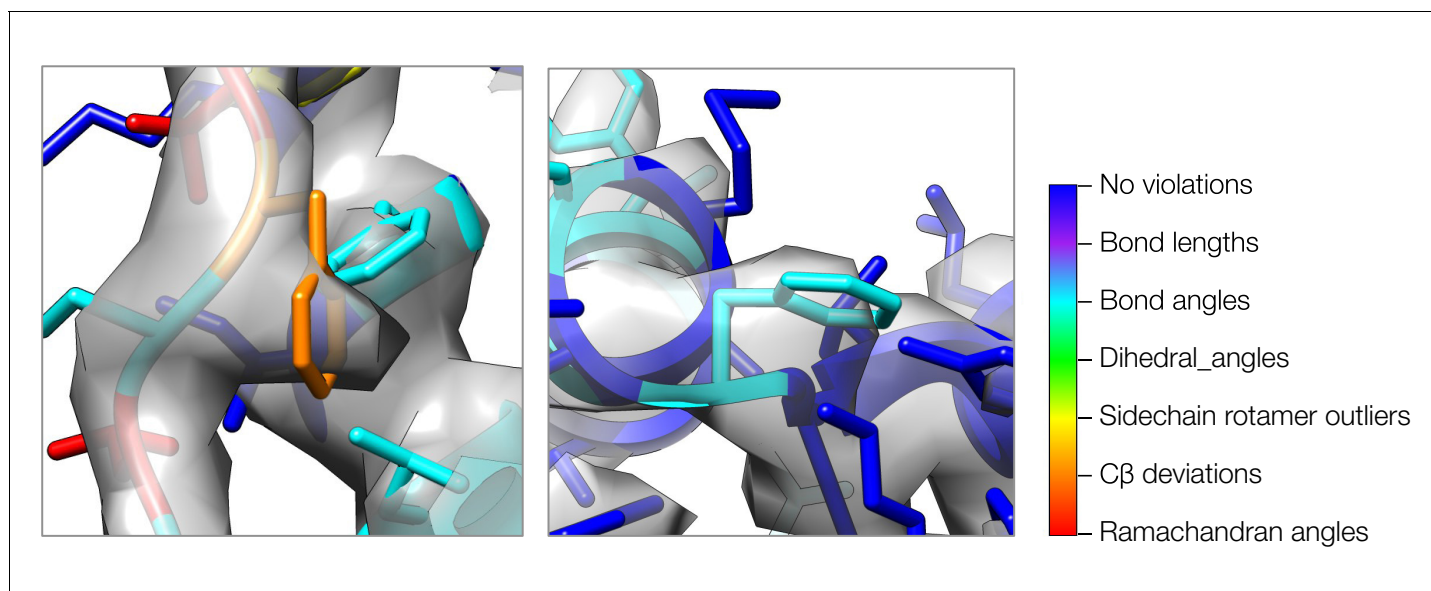 No violations
Bond lengths
Bond angles
Dihedral_angles
Sidechain rotamer outliers
Cβ deviations
Ramachandran angles